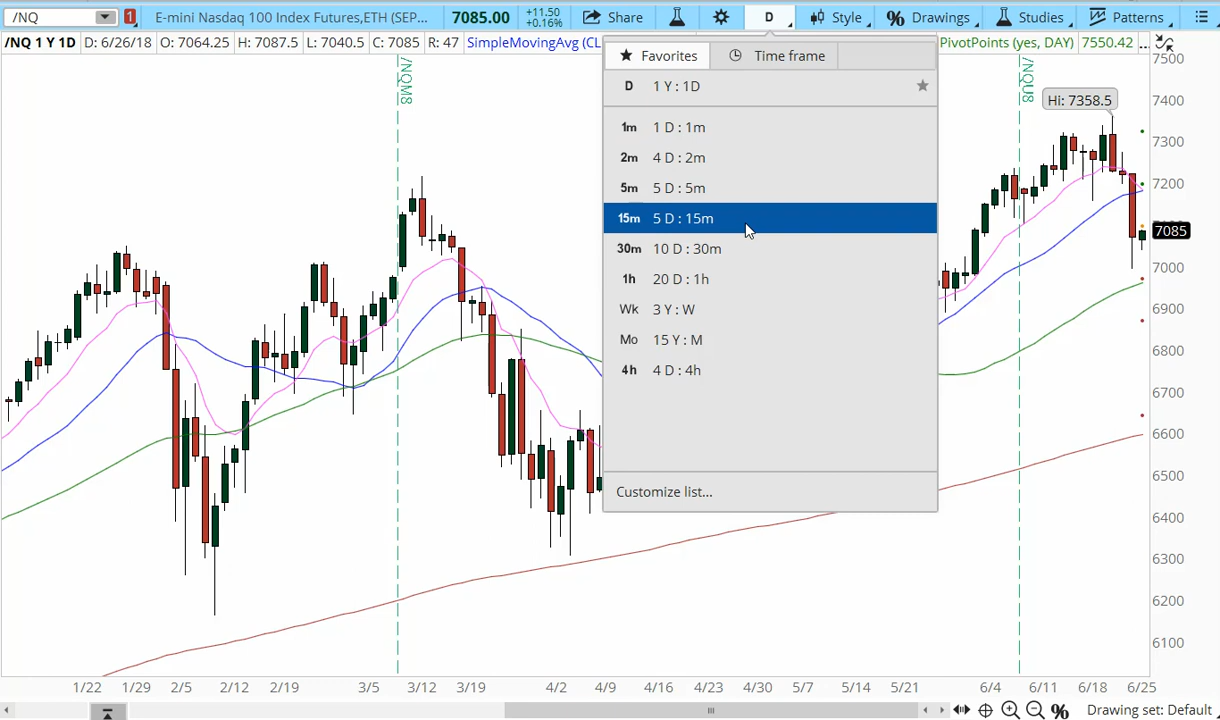 /NQ 1 E-mini Nasdaq 100 Index Futures,ETH (SEP... 7085.00 +11.50 +0.16% Share D Style Drawings Studies Patterns
/NQ 1 Y 1D D: 6/26/18 O: 7064.25 H: 7087.5 L: 7040.5 C: 7085 R: 47 SimpleMovingAvg (CL PivotPoints (yes, DAY) 7550.42 ...
Favorites Time frame
D 1 Y : 1D
1m 1 D : 1m
2m 4 D : 2m
5m 5 D : 5m
15m 5 D : 15m
30m 10 D : 30m
1h 20 D : 1h
Wk 3 Y : W
Mo 15 Y : M
4h 4 D : 4h
Customize list...
/NQM8
/NQU8
Hi: 7358.5
7500
7400
7300
7200
7085
7000
6900
6800
6700
6600
6500
6400
6300
6200
6100
1/22 1/29 2/5 2/12 2/19 3/5 3/12 3/19 4/2 4/9 4/16 4/23 4/30 5/7 5/14 5/21 6/4 6/11 6/18 6/25
Drawing set: Default